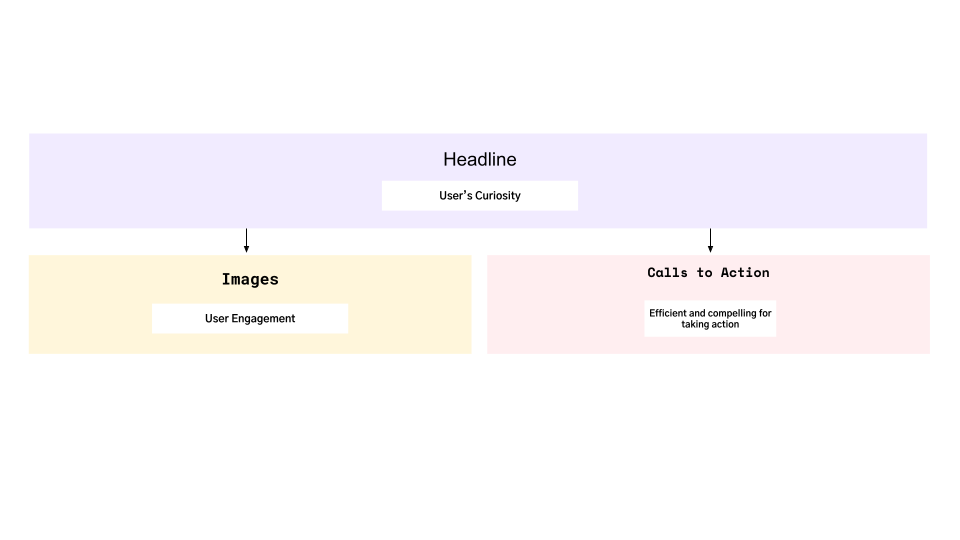 Headline
User’s Curiosity
Images
User Engagement
Calls to Action
Efficient and compelling for
taking action